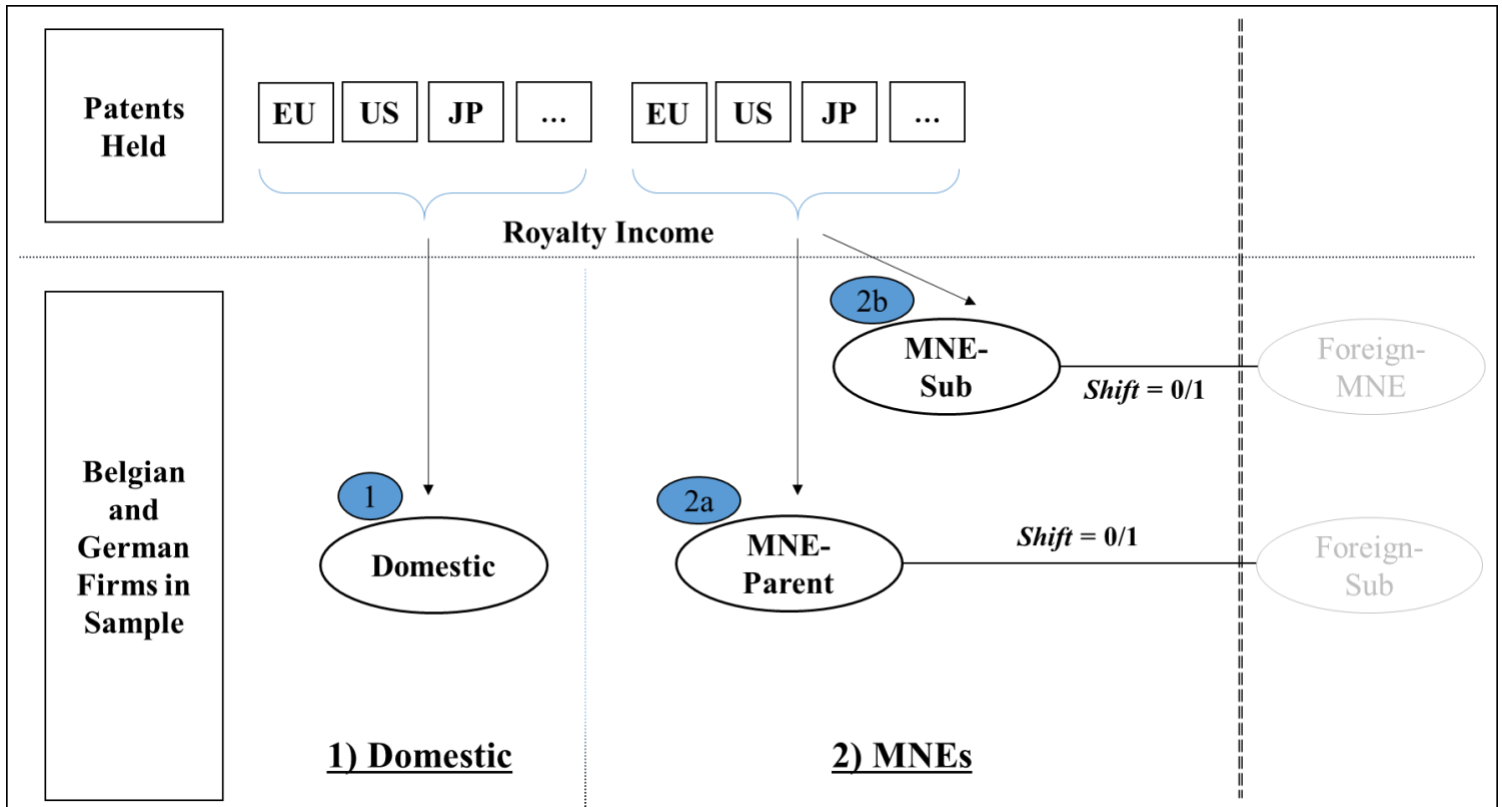 Patents
Held
EU US JP ... EU US JP ...
Royalty Income
Belgian
and
German
Firms in
Sample
1
Domestic
2a
MNE-
Parent
2b
MNE-
Sub
Shift = 0/1
Foreign-
MNE
Shift = 0/1
Foreign-
Sub
1) Domestic
2) MNEs